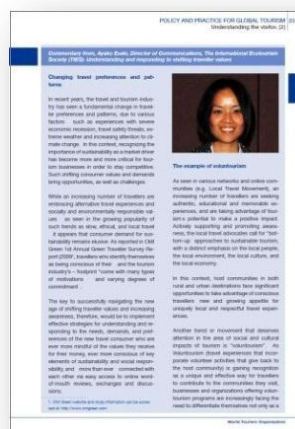 POLICY AND PRACTICE FOR GLOBAL TOURISM
Understanding the visitor. (2)
Commentary from, Ayako Ezaki, Director of Communications, The International Ecotourism
Society (TIES): Understanding and responding to shifting traveller values
Changing travel preferences and pat-
terns
In recent years, the travel and tourism indus-
try has seen a fundamental change in travel-
ler preferences and patterns, due to various
factors such as experiences with severe
economic recession, travel safety threats, ex-
treme weather and increasing attention to cli-
mate change. In this context, recognizing the
importance of sustainability as a market driver
has become more and more critical for tour-
ism businesses in order to stay competitive.
Such shifting consumer values and demands
bring opportunities, as well as challenges.
While an increasing number of travellers are
embracing alternative travel experiences and
socially and environmentally responsible val-
ues as seen in the growing popularity of
such trends as slow, ethical, and local travel
it appears that consumer demand for sus-
tainability remains elusive. As reported in CMI
Green 1st Annual Green Traveller Survey Re-
port (2009)¹, travellers who identify themselves
as being conscious of their and the tourism
industry's footprint "come with many types
of motivations and varying degrees of
commitment".
The key to successfully navigating the new
age of shifting traveller values and increasing
awareness, therefore, would be to implement
effective strategies for understanding and re-
sponding to the needs, demands, and pref-
erences of the new travel consumer who are
ever more mindful of the values they receive
for their money, ever more conscious of key
elements of sustainability and social respon-
sibility and more than ever connected with
each other via easy access to online word-
of-mouth reviews, exchanges and discus-
sions.
The example of voluntourism
As seen in various networks and online com-
munities (e.g. Local Travel Movement), an
increasing number of travellers are seeking
authentic, educational and memorable ex-
periences, and are taking advantage of tour-
ism's potential to make a positive impact.
Actively supporting and promoting aware-
ness, the local travel advocates call for "bot-
tom-up" approaches to sustainable tourism,
with a distinct emphasis on the local people,
the local environment, the local culture, and
the local economy.
In this context, host communities in both
rural and urban destinations face significant
opportunities to take advantage of conscious
travellers new and growing appetite for
uniquely local and respectful travel experi-
ences.
Another trend or movement that deserves
attention in the area of social and cultural
impacts of tourism is "voluntourism". As
Voluntourism (travel experiences that incor-
porate volunteer activities that give back to
the host community) is gaining recognition
as a unique and effective way for travellers
to contribute to the communities they visit,
businesses and organizations offering volun-
tourism programs are increasingly facing the
need to differentiate themselves not only as a
World Tourism Organization